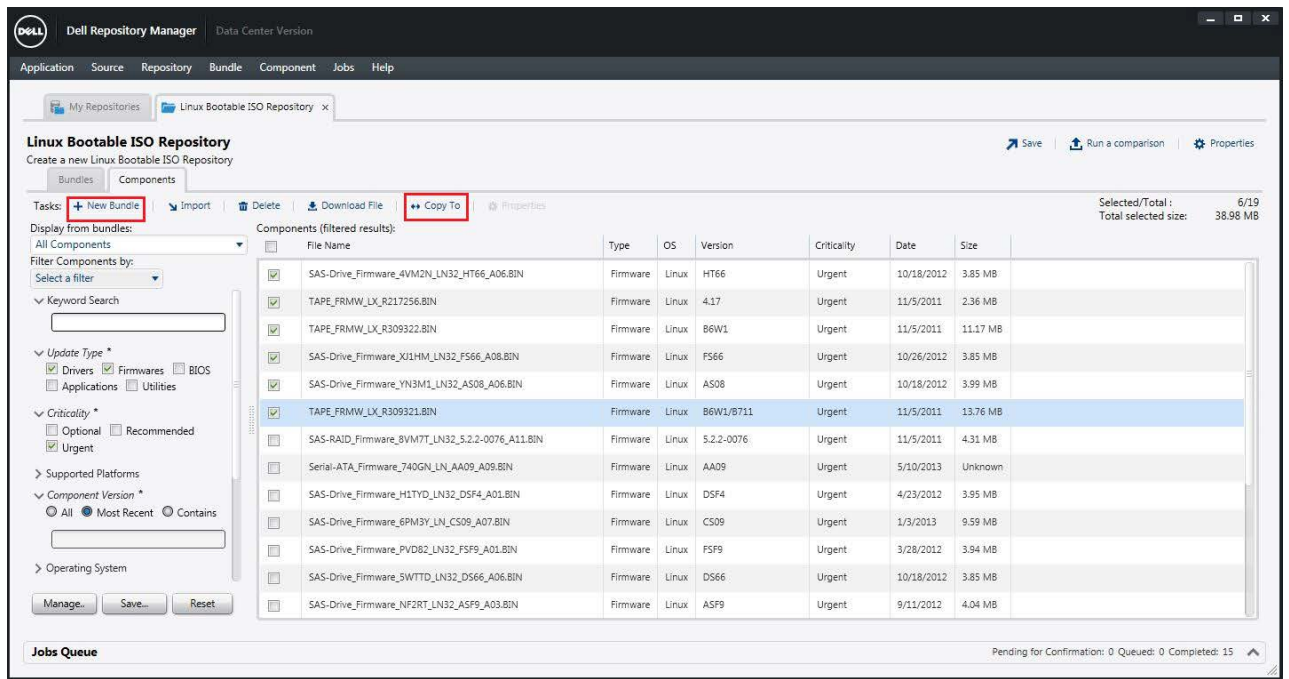 DELL Dell Repository Manager Data Center Version
Application Source Repository Bundle Component Jobs Help
My Repositories Linux Bootable ISO Repository x
Linux Bootable ISO Repository
Create a new Linux Bootable ISO Repository
Save Run a comparison Properties
Bundles Components
Tasks: + New Bundle Import Delete Download File Copy To Properties
Selected/Total : 6/19
Total selected size: 38.98 MB
Display from bundles:
All Components
Filter Components by:
Select a filter
Keyword Search
Update Type *
Drivers Firmwares BIOS
Applications Utilities
Criticality *
Optional Recommended
Urgent
Supported Platforms
Component Version *
All Most Recent Contains
Operating System
Manage.. Save... Reset
Components (filtered results):
File Name Type OS Version Criticality Date Size
SAS-Drive_Firmware_4VM2N_LN32_HT66_A06.BIN Firmware Linux HT66 Urgent 10/18/2012 3.85 MB
TAPE_FRMW_LX_R217256.BIN Firmware Linux 4.17 Urgent 11/5/2011 2.36 MB
TAPE_FRMW_LX_R309322.BIN Firmware Linux B6W1 Urgent 11/5/2011 11.17 MB
SAS-Drive_Firmware_XJ1HM_LN32_FS66_A08.BIN Firmware Linux FS66 Urgent 10/26/2012 3.85 MB
SAS-Drive_Firmware_YN3M1_LN32_AS08_A06.BIN Firmware Linux AS08 Urgent 10/18/2012 3.99 MB
TAPE_FRMW_LX_R309321.BIN Firmware Linux B6W1/B711 Urgent 11/5/2011 13.76 MB
SAS-RAID_Firmware_8VM7T_LN32_5.2.2-0076_A11.BIN Firmware Linux 5.2.2-0076 Urgent 11/5/2011 4.31 MB
Serial-ATA_Firmware_740GN_LN_AA09_A09.BIN Firmware Linux AA09 Urgent 5/10/2013 Unknown
SAS-Drive_Firmware_H1TYD_LN32_DSF4_A01.BIN Firmware Linux DSF4 Urgent 4/23/2012 3.95 MB
SAS-Drive_Firmware_6PM3Y_LN_CS09_A07.BIN Firmware Linux CS09 Urgent 1/3/2013 9.59 MB
SAS-Drive_Firmware_PVD82_LN32_FSF9_A01.BIN Firmware Linux FSF9 Urgent 3/28/2012 3.94 MB
SAS-Drive_Firmware_5WTTD_LN32_DS66_A06.BIN Firmware Linux DS66 Urgent 10/18/2012 3.85 MB
SAS-Drive_Firmware_NF2RT_LN32_ASF9_A03.BIN Firmware Linux ASF9 Urgent 9/11/2012 4.04 MB
Jobs Queue Pending for Confirmation: 0 Queued: 0 Completed: 15